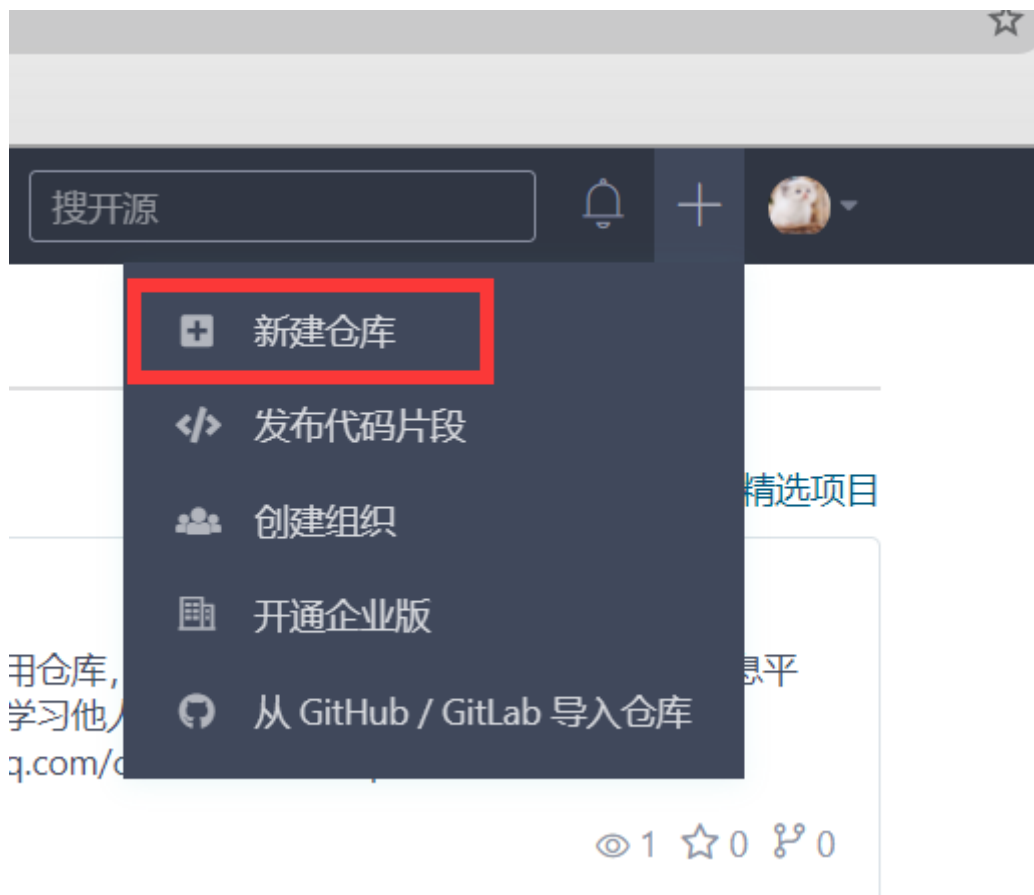 搜开源
新建仓库
发布代码片段
创建组织
精选项目
开通企业版
用仓库,
息平
学习他人
从 GitHub / GitLab 导入仓库
q.com/c
1 0 0